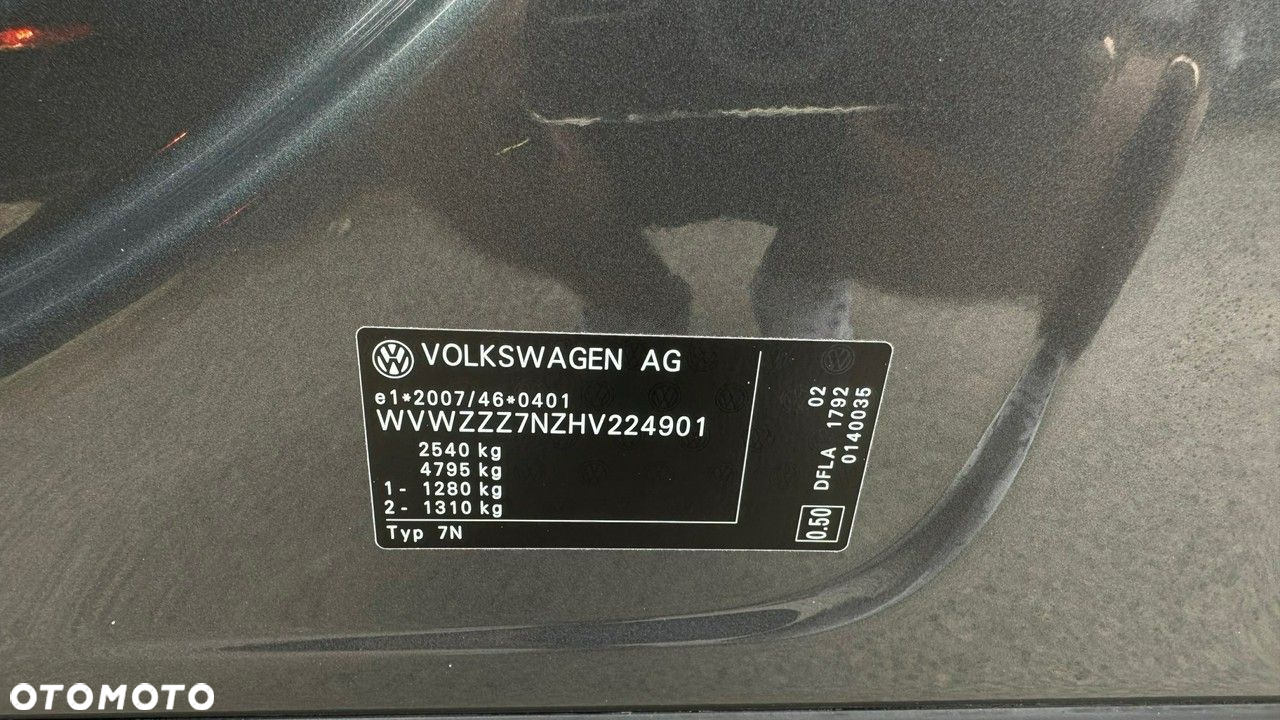 VOLKSWAGEN AG
e1*2007/46*0401
WVWZZZ7NZHV224901
2540 kg
4795 kg
1- 1280 kg
2- 1310 kg
Typ 7N
02
DFLA 1792
0140035
0.50
OTOMOTO